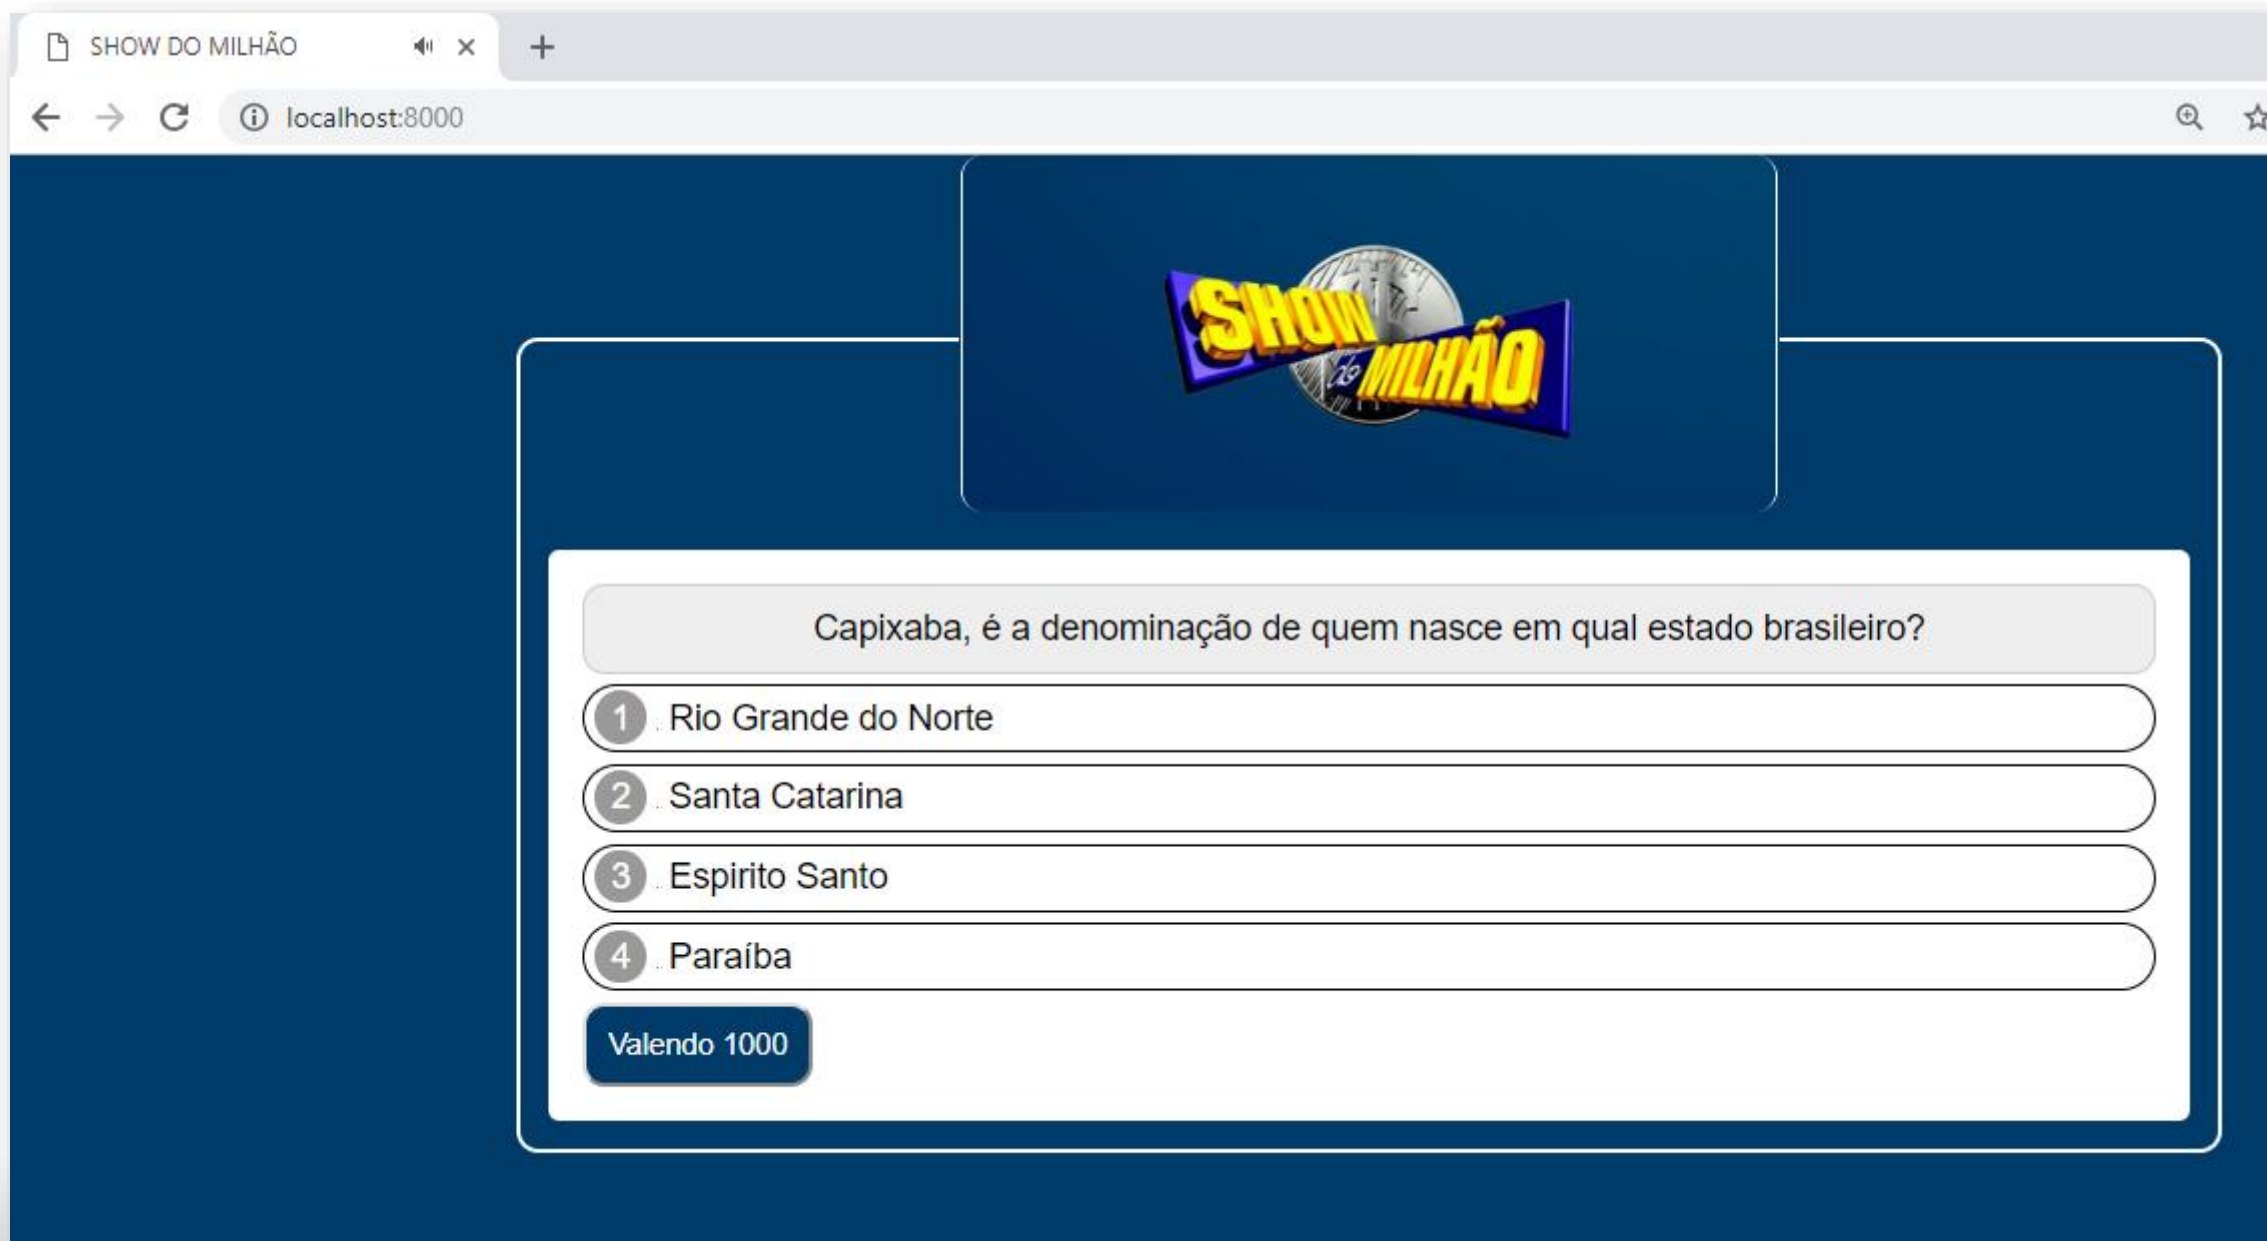 SHOW DO MILHÃO
localhost:8000
SHOW
do MILHÃO
Capixaba, é a denominação de quem nasce em qual estado brasileiro?
1 . Rio Grande do Norte
2 . Santa Catarina
3 . Espirito Santo
4 . Paraíba
Valendo 1000